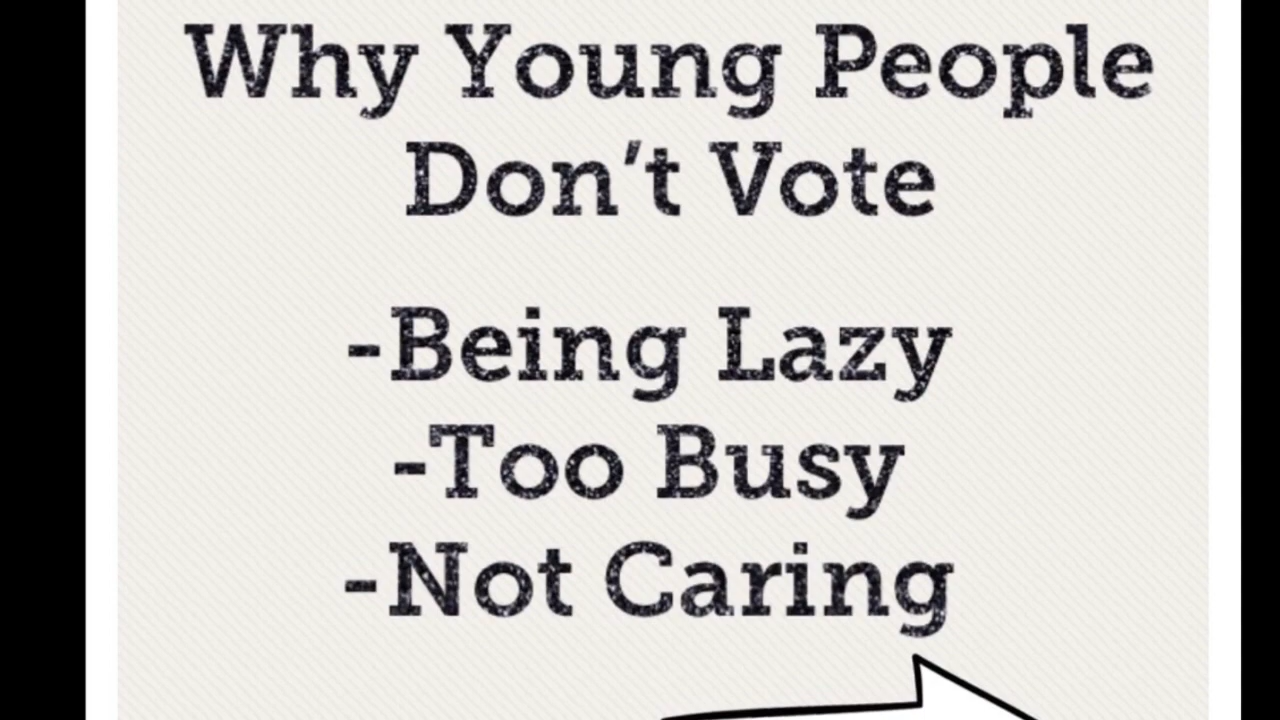 Why Young People
Don’t Vote
-Being Lazy
-Too Busy
-Not Caring